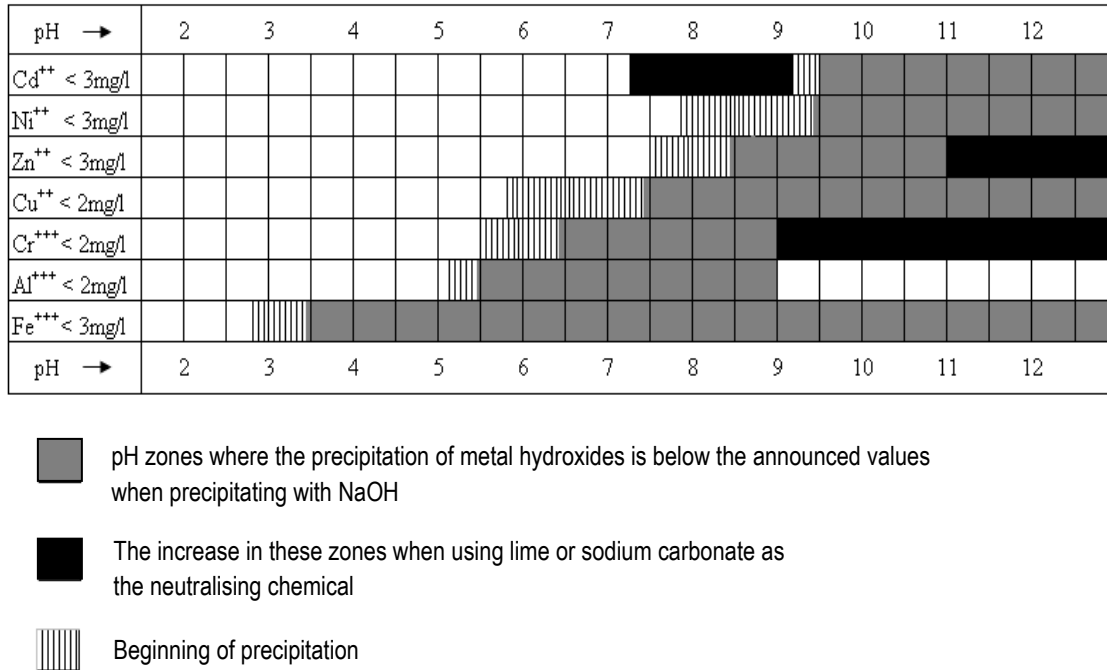 pH → 2 3 4 5 6 7 8 9 10 11 12
Cd⁺⁺ < 3mg/l
Ni⁺⁺ < 3mg/l
Zn⁺⁺ < 3mg/l
Cu⁺⁺ < 2mg/l
Cr⁺⁺⁺< 2mg/l
Al⁺⁺⁺ < 2mg/l
Fe⁺⁺⁺< 3mg/l
pH → 2 3 4 5 6 7 8 9 10 11 12
pH zones where the precipitation of metal hydroxides is below the announced values
when precipitating with NaOH
The increase in these zones when using lime or sodium carbonate as
the neutralising chemical
Beginning of precipitation